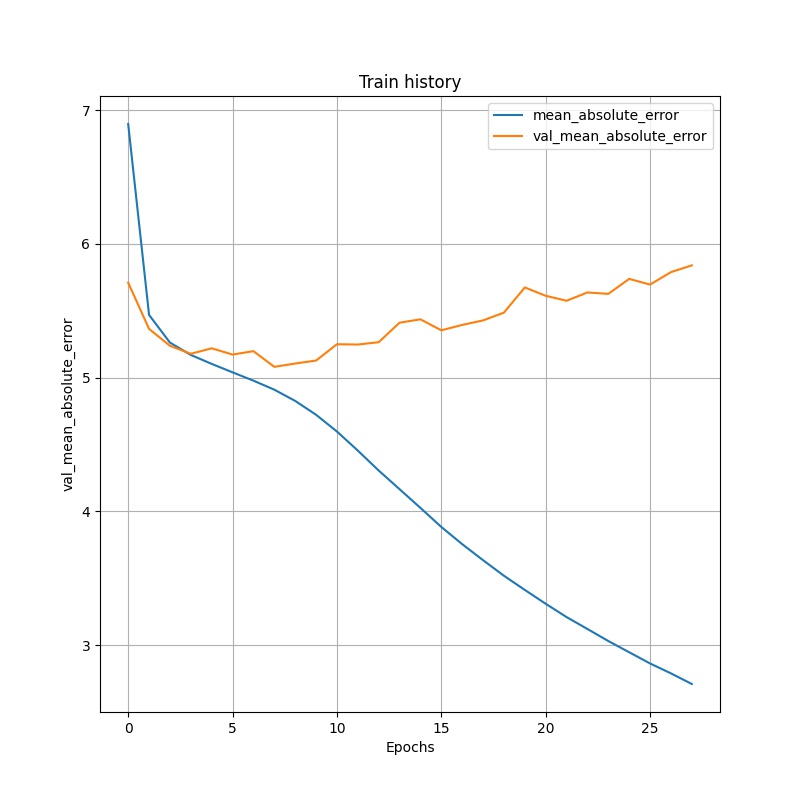 Train history
mean_absolute_error
val_mean_absolute_error
7
6
5
4
3
val_mean_absolute_error
0 5 10 15 20 25
Epochs